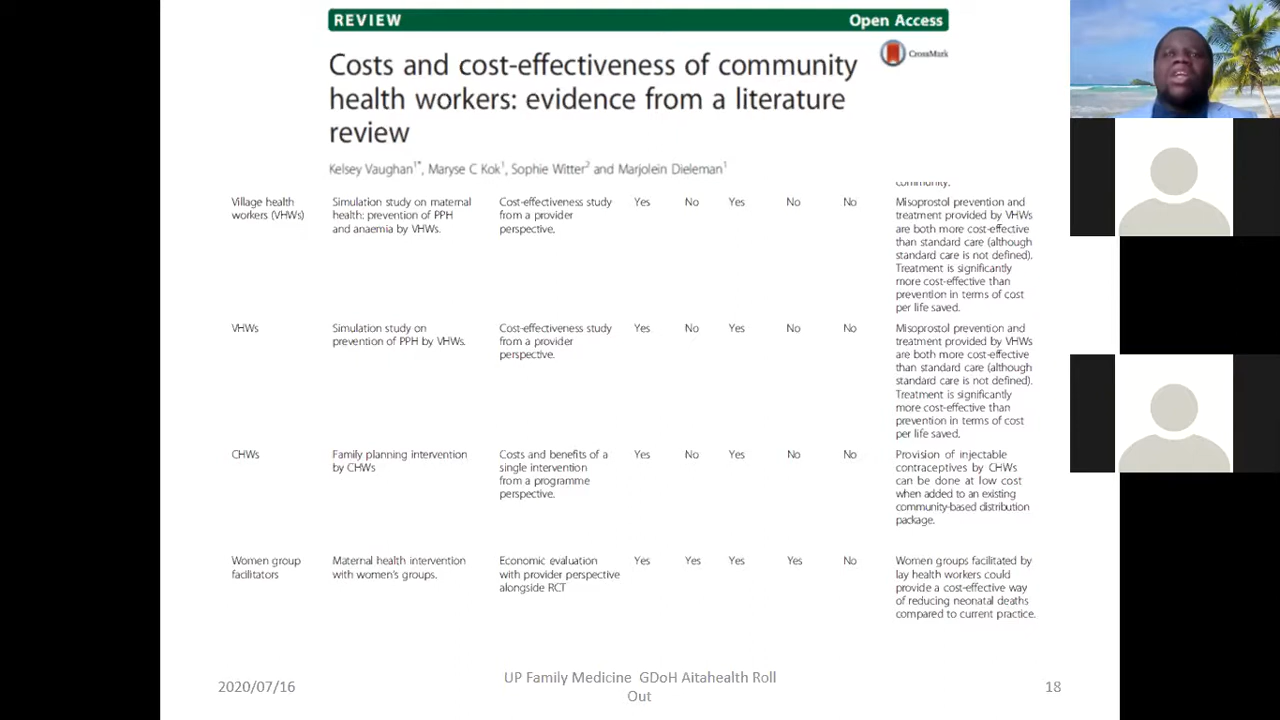 REVIEW
Open Access
CrossMark
Costs and cost-effectiveness of community
health workers: evidence from a literature
review
Kelsey Vaughan1*, Maryse C Kok1, Sophie Witter2 and Marjolein Dieleman1
community.
Village health
workers (VHWs)
Simulation study on maternal
health: prevention of PPH
and anaemia by VHWs.
Cost-effectiveness study
from a provider
perspective.
Yes
No
Yes
No
No
Misoprostol prevention and
treatment provided by VHWs
are both more cost-effective
than standard care (although
standard care is not defined).
Treatment is significantly
more cost-effective than
prevention in terms of cost
per life saved.
VHWs
Simulation study on
prevention of PPH by VHWs.
Cost-effectiveness study
from a provider
perspective.
Yes
No
Yes
No
No
Misoprostol prevention and
treatment provided by VHWs
are both more cost-effective
than standard care (although
standard care is not defined).
Treatment is significantly
more cost-effective than
prevention in terms of cost
per life saved.
CHWs
Family planning intervention
by CHWs
Costs and benefits of a
single intervention
from a programme
perspective.
Yes
No
Yes
No
No
Provision of injectable
contraceptives by CHWs
can be done at low cost
when added to an existing
community-based distribution
package.
Women group
facilitators
Maternal health intervention
with women's groups.
Economic evaluation
with provider perspective
alongside RCT
Yes
Yes
Yes
Yes
No
Women groups facilitated by
lay health workers could
provide a cost-effective way
of reducing neonatal deaths
compared to current practice.
2020/07/16
UP Family Medicine GDoH Aitahealth Roll
Out
18